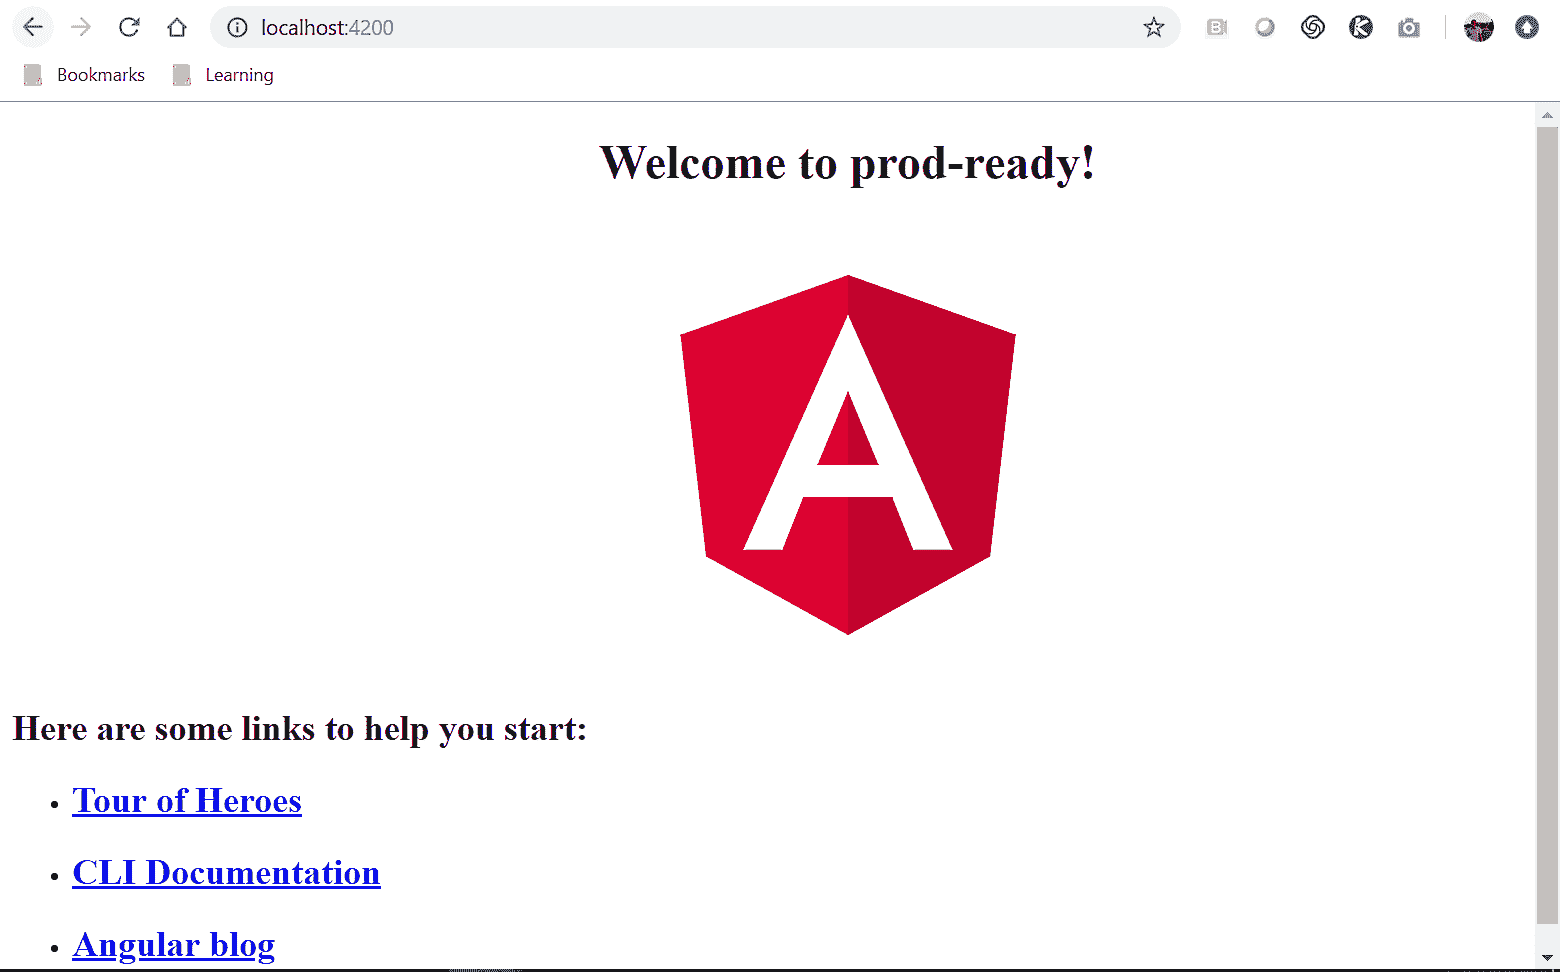 localhost:4200
Bookmarks Learning
Welcome to prod-ready!
A
Here are some links to help you start:
Tour of Heroes
CLI Documentation
Angular blog